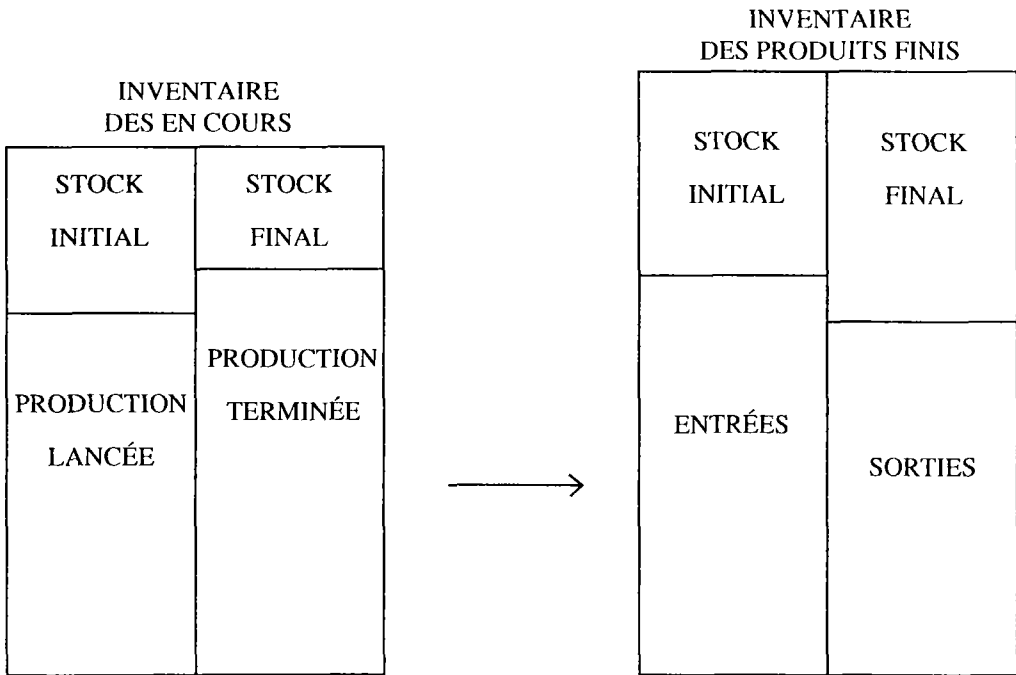 INVENTAIRE
DES EN COURS
STOCK
INITIAL
STOCK
FINAL
PRODUCTION
LANCÉE
PRODUCTION
TERMINÉE
INVENTAIRE
DES PRODUITS FINIS
STOCK
INITIAL
STOCK
FINAL
ENTRÉES
SORTIES